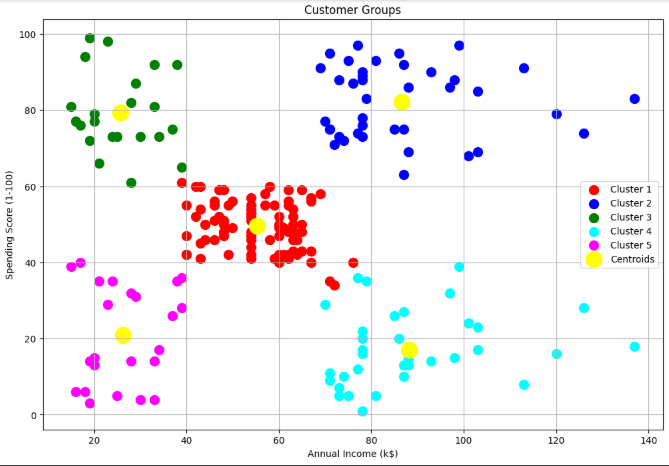 Customer Groups
100
80
60
40
20
0
Spending Score (1-100)
Cluster 1
Cluster 2
Cluster 3
Cluster 4
Cluster 5
Centroids
20 40 60 80 100 120 140
Annual Income (k$)